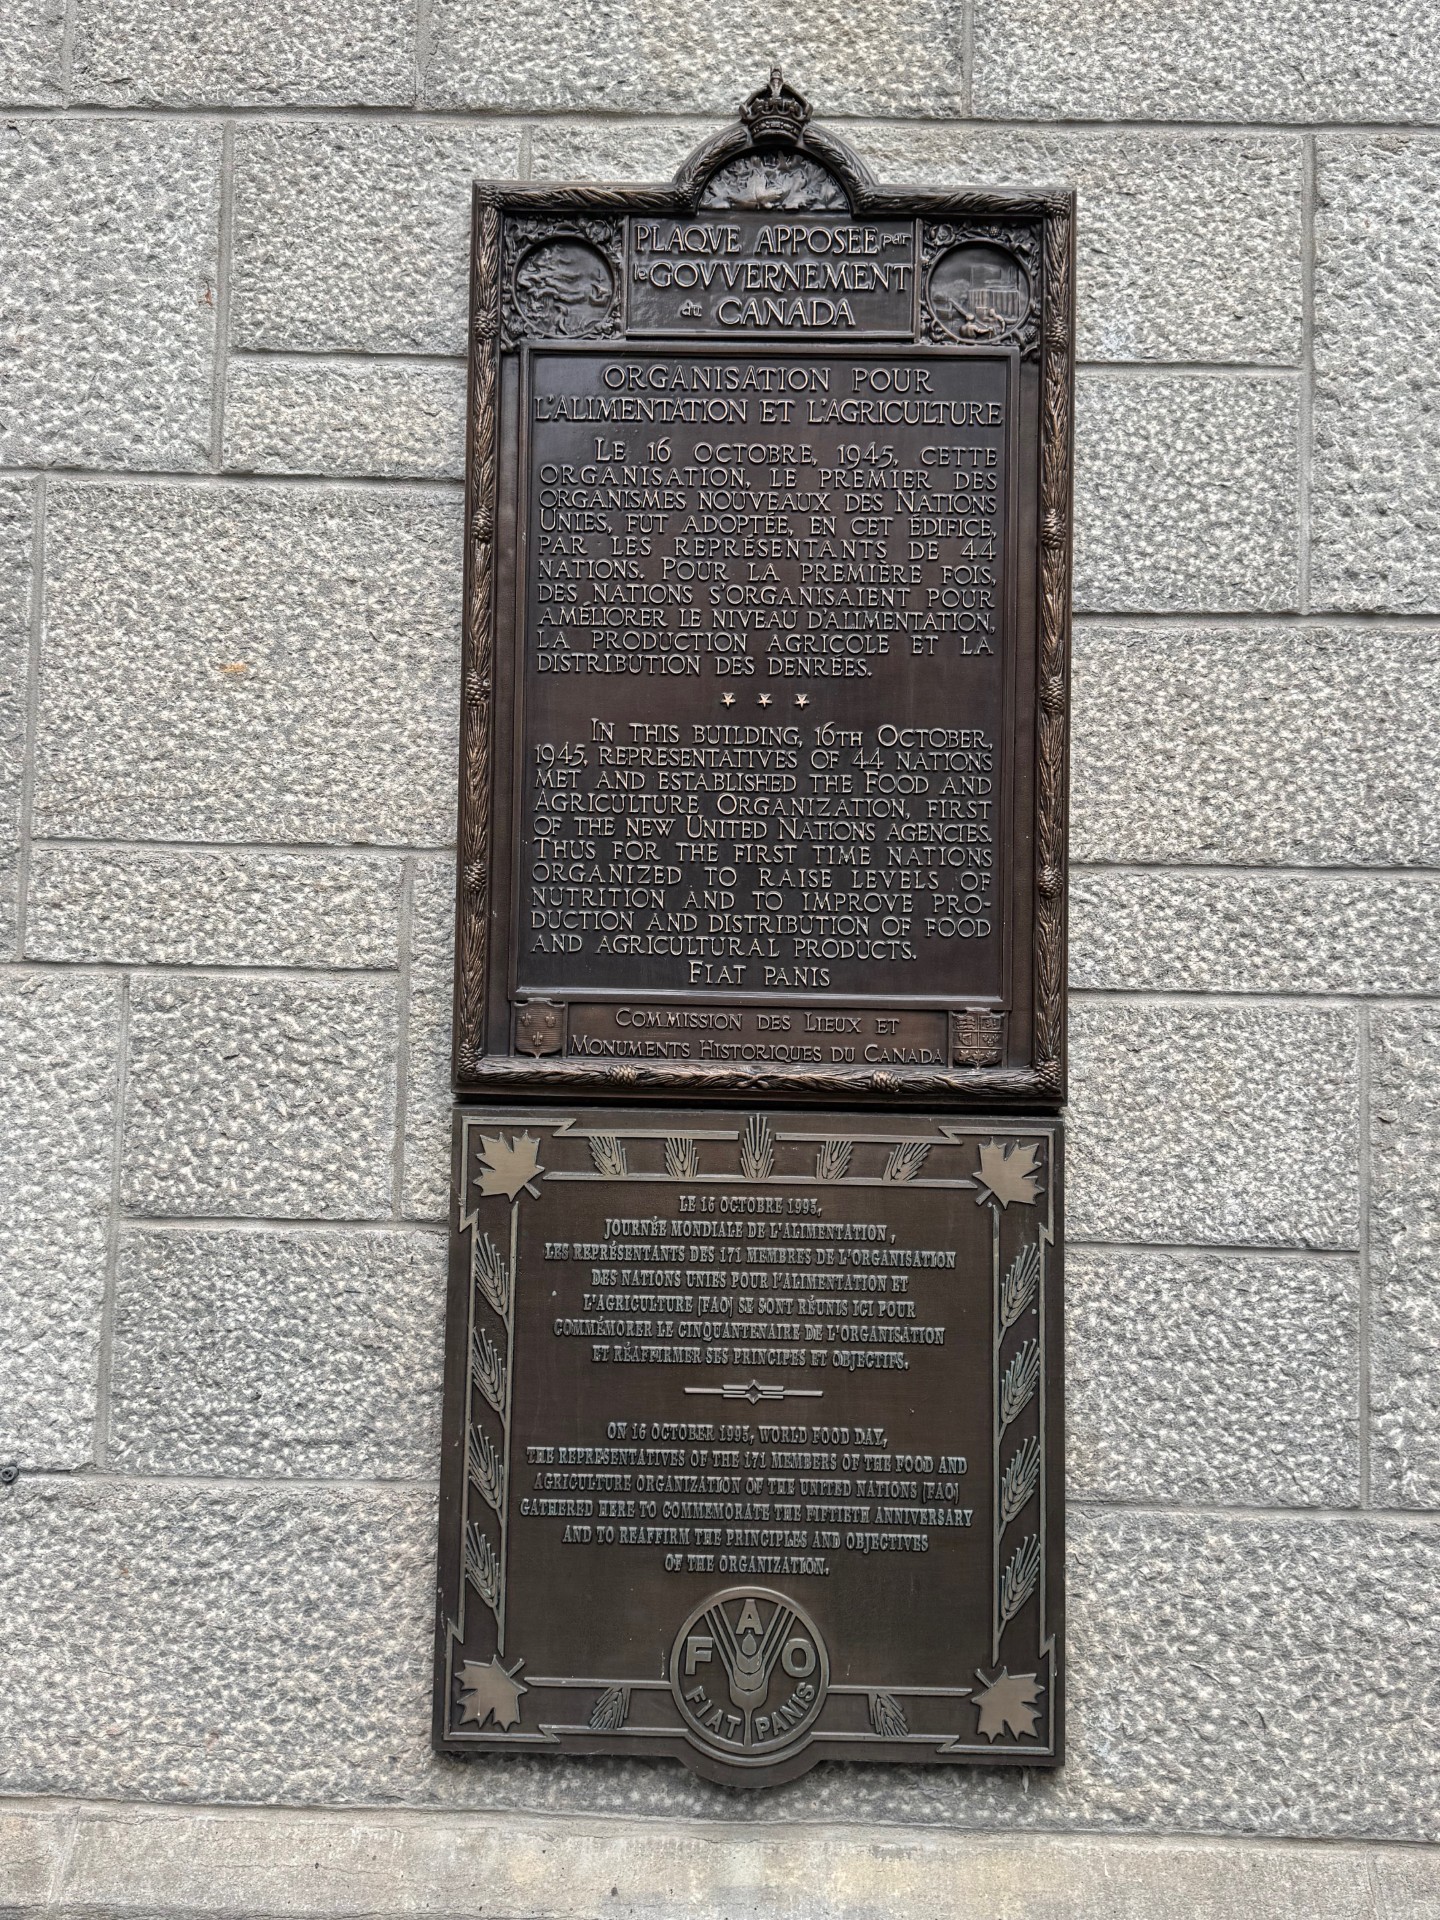 PLAQVE APPOSÉE par
le GOVVERNEMENT
du CANADA
ORGANISATION POUR
L'ALIMENTATION ET L'AGRICULTURE
LE 16 OCTOBRE, 1945, CETTE
ORGANISATION, LE PREMIER DES
ORGANISMES NOUVEAUX DES NATIONS
UNIES, FUT ADOPTÉE, EN CET ÉDIFICE,
PAR LES REPRÉSENTANTS DE 44
NATIONS. POUR LA PREMIÈRE FOIS,
DES NATIONS S'ORGANISAIENT POUR
AMÉLIORER LE NIVEAU D'ALIMENTATION,
LA PRODUCTION AGRICOLE ET LA
DISTRIBUTION DES DENRÉES.
IN THIS BUILDING, 16TH OCTOBER,
1945, REPRESENTATIVES OF 44 NATIONS
MET AND ESTABLISHED THE FOOD AND
AGRICULTURE ORGANIZATION, FIRST
OF THE NEW UNITED NATIONS AGENCIES.
THUS FOR THE FIRST TIME NATIONS
ORGANIZED TO RAISE LEVELS OF
NUTRITION AND TO IMPROVE PRO-
DUCTION AND DISTRIBUTION OF FOOD
AND AGRICULTURAL PRODUCTS.
FIAT PANIS
COMMISSION DES LIEUX ET
MONUMENTS HISTORIQUES DU CANADA
LE 16 OCTOBRE 1995,
JOURNÉE MONDIALE DE L'ALIMENTATION,
LES REPRÉSENTANTS DES 171 MEMBRES DE L'ORGANISATION
DES NATIONS UNIES POUR l'ALIMENTATION ET
L'AGRICULTURE [FAO] SE SONT RÉUNIS ICI POUR
COMMÉMORER LE CINQUANTENAIRE DE L'ORGANISATION
ET RÉAFFIRMER SES PRINCIPES ET OBJECTIFS.
ON 16 OCTOBER 1995, WORLD FOOD DAY,
THE REPRESENTATIVES OF THE 171 MEMBERS OF THE FOOD AND
AGRICULTURE ORGANIZATION OF THE UNITED NATIONS [FAO]
GATHERED HERE TO COMMEMORATE THE FIFTIETH ANNIVERSARY
AND TO REAFFIRM THE PRINCIPLES AND OBJECTIVES
OF THE ORGANIZATION.
F A O
FIAT PANIS